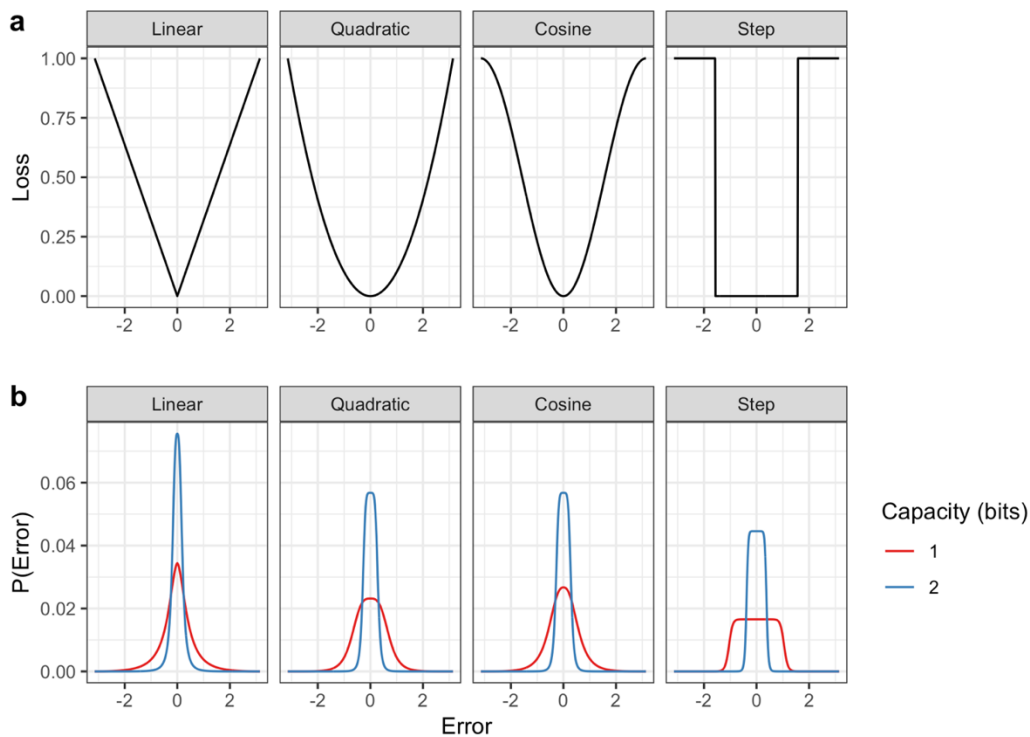 a
Linear Quadratic Cosine Step
1.00
0.75
0.50
0.25
0.00
Loss
-2 0 2 -2 0 2 -2 0 2 -2 0 2
b
Linear Quadratic Cosine Step
0.06
0.04
0.02
0.00
P(Error)
-2 0 2 -2 0 2 -2 0 2 -2 0 2
Error
Capacity (bits)
1
2